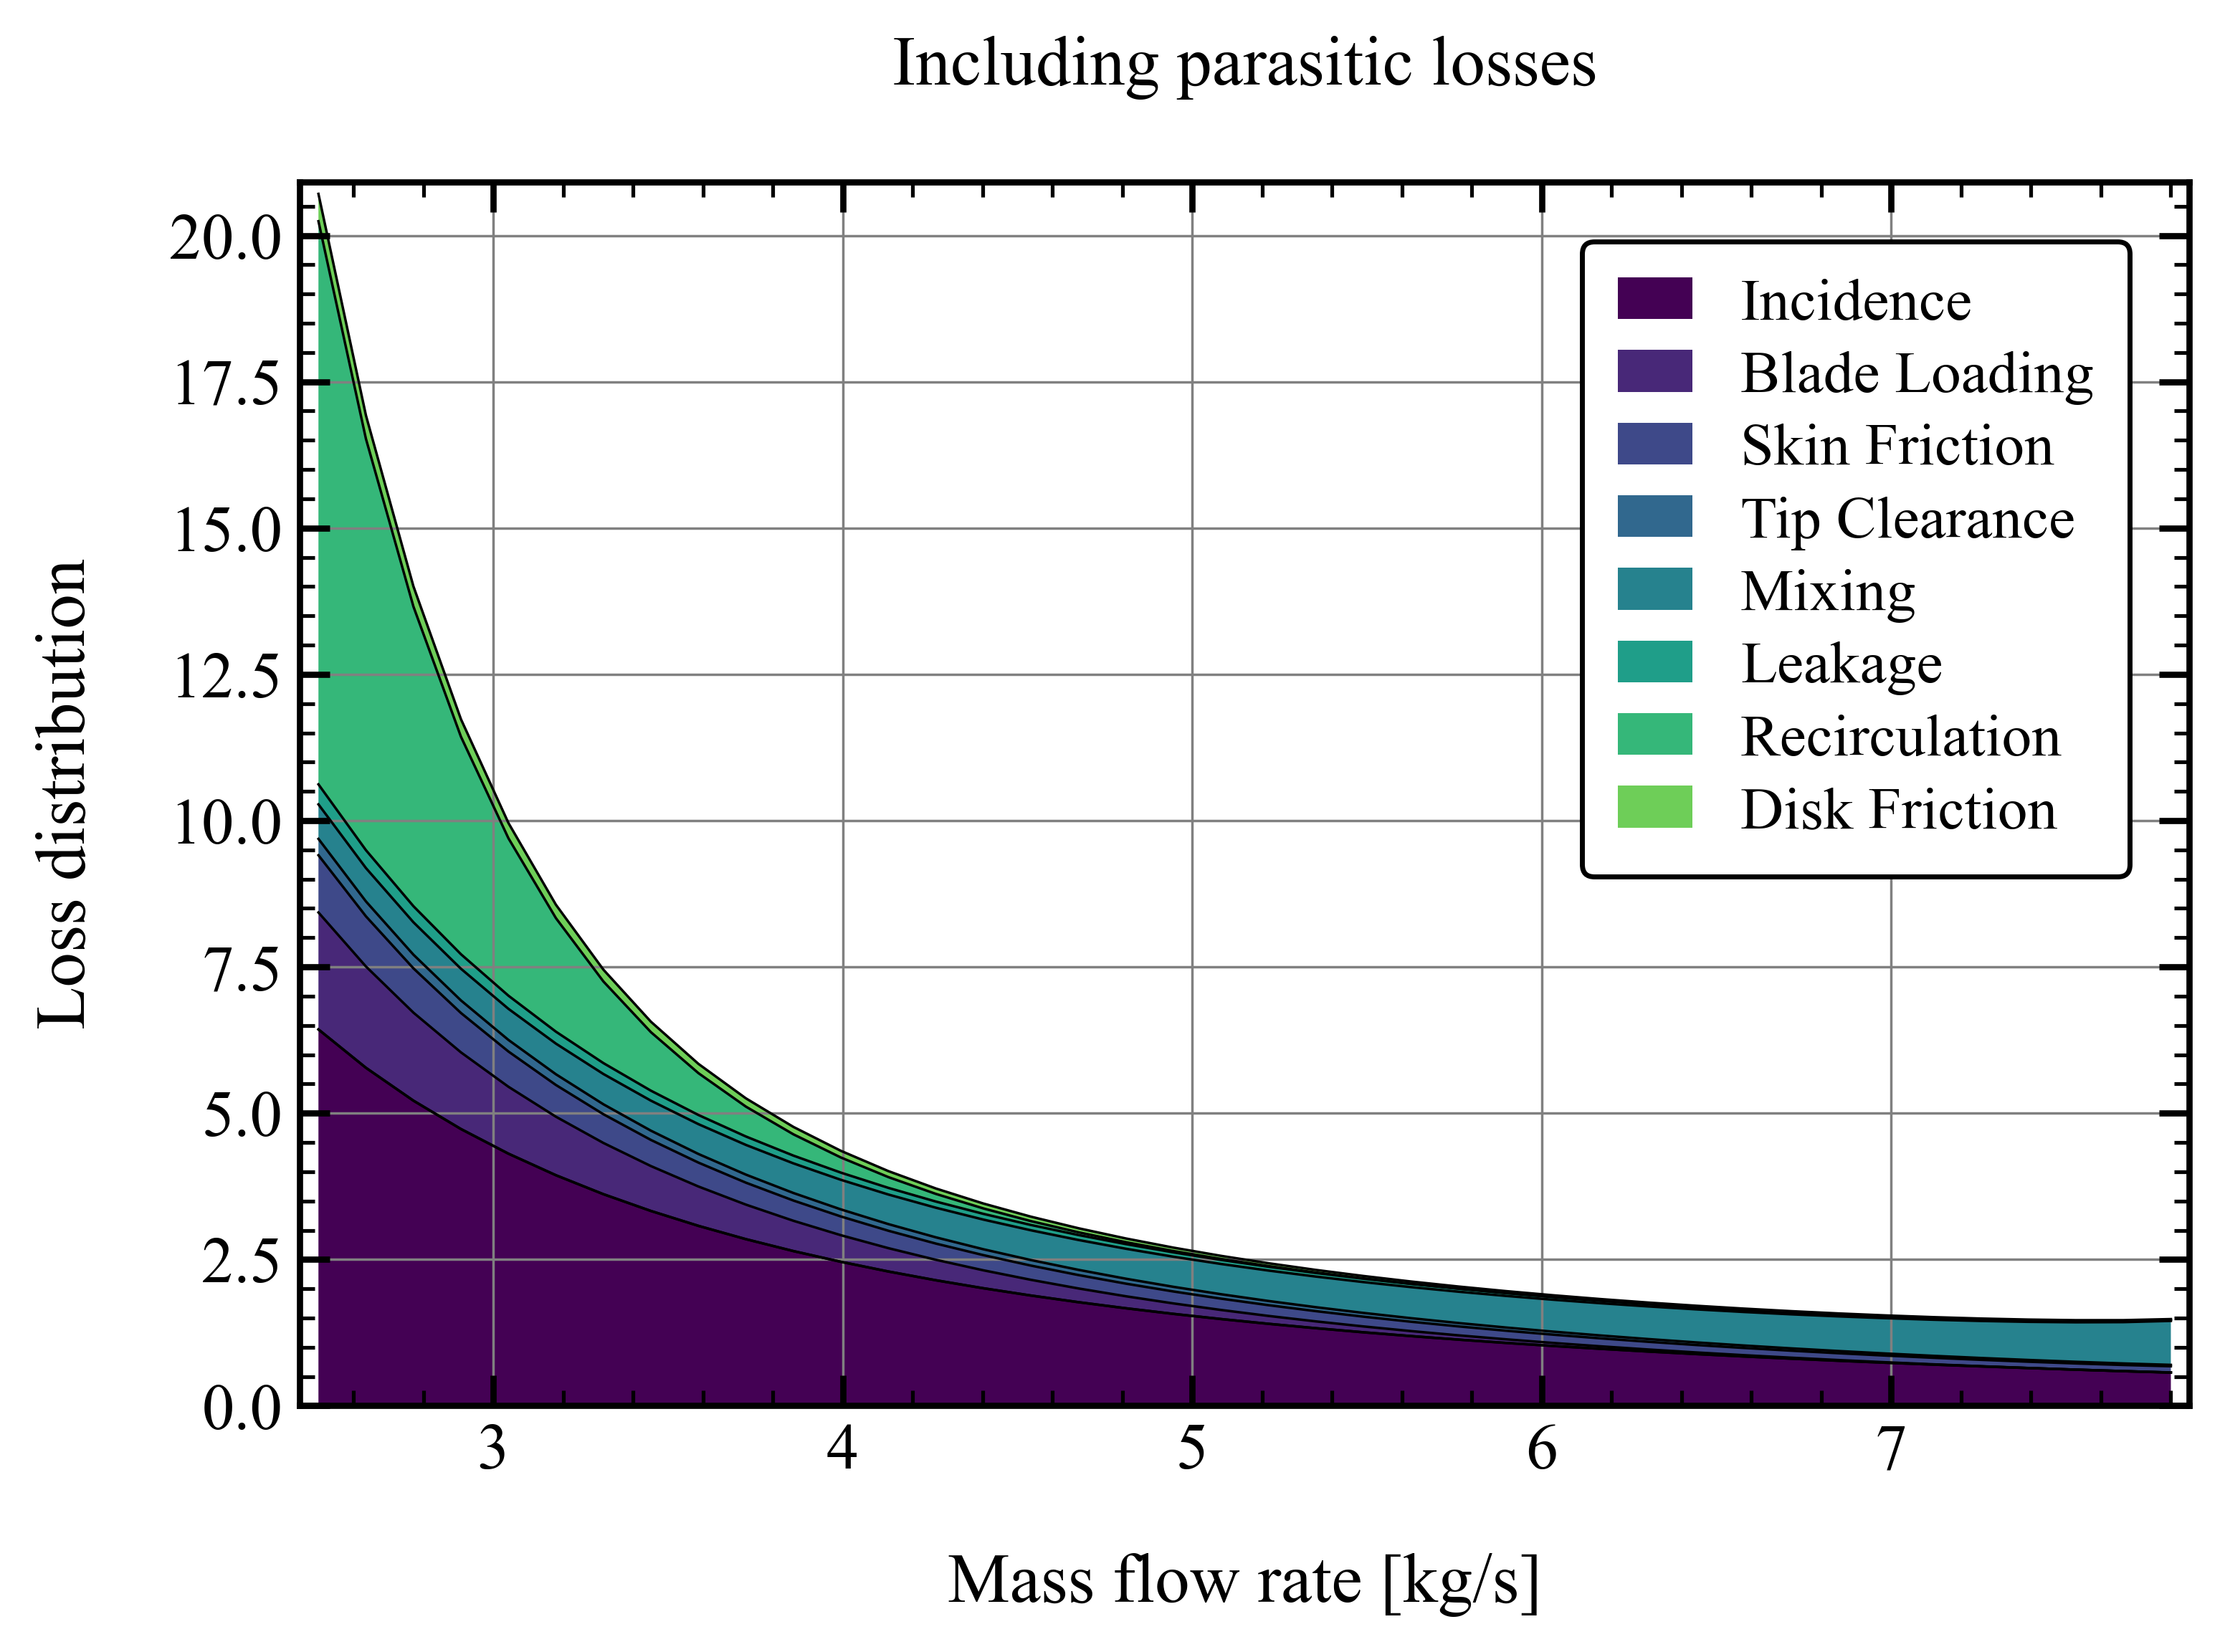 Including parasitic losses
20.0
17.5
15.0
12.5
10.0
7.5
5.0
2.5
0.0
Loss distribution
Incidence
Blade Loading
Skin Friction
Tip Clearance
Mixing
Leakage
Recirculation
Disk Friction
3 4 5 6 7
Mass flow rate [kg/s]